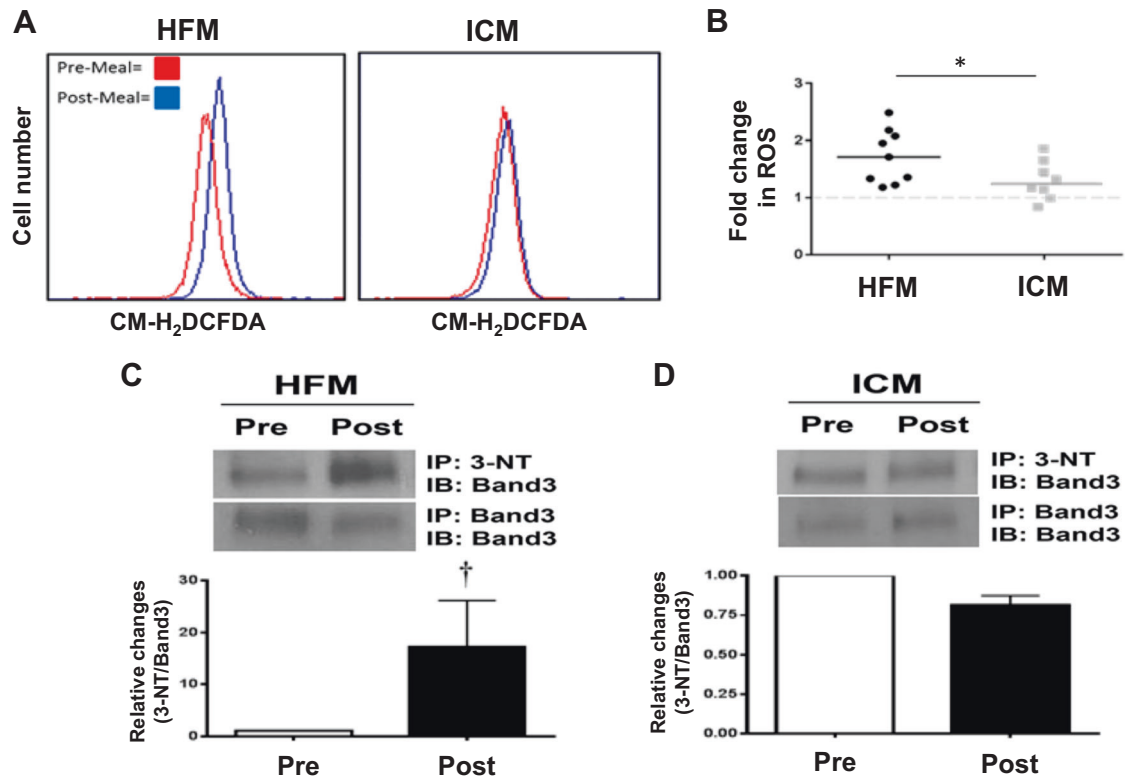 A
HFM
ICM
Pre-Meal=
Post-Meal=
Cell number
CM-H₂DCFDA
CM-H₂DCFDA
B
*
Fold change
in ROS
3
2
1
0
HFM
ICM
C
HFM
Pre
Post
IP: 3-NT
IB: Band3
IP: Band3
IB: Band3
†
Relative changes
(3-NT/Band3)
30
20
10
0
Pre
Post
D
ICM
Pre
Post
IP: 3-NT
IB: Band3
IP: Band3
IB: Band3
Relative changes
(3-NT/Band3)
1.00
0.75
0.50
0.25
0.00
Pre
Post